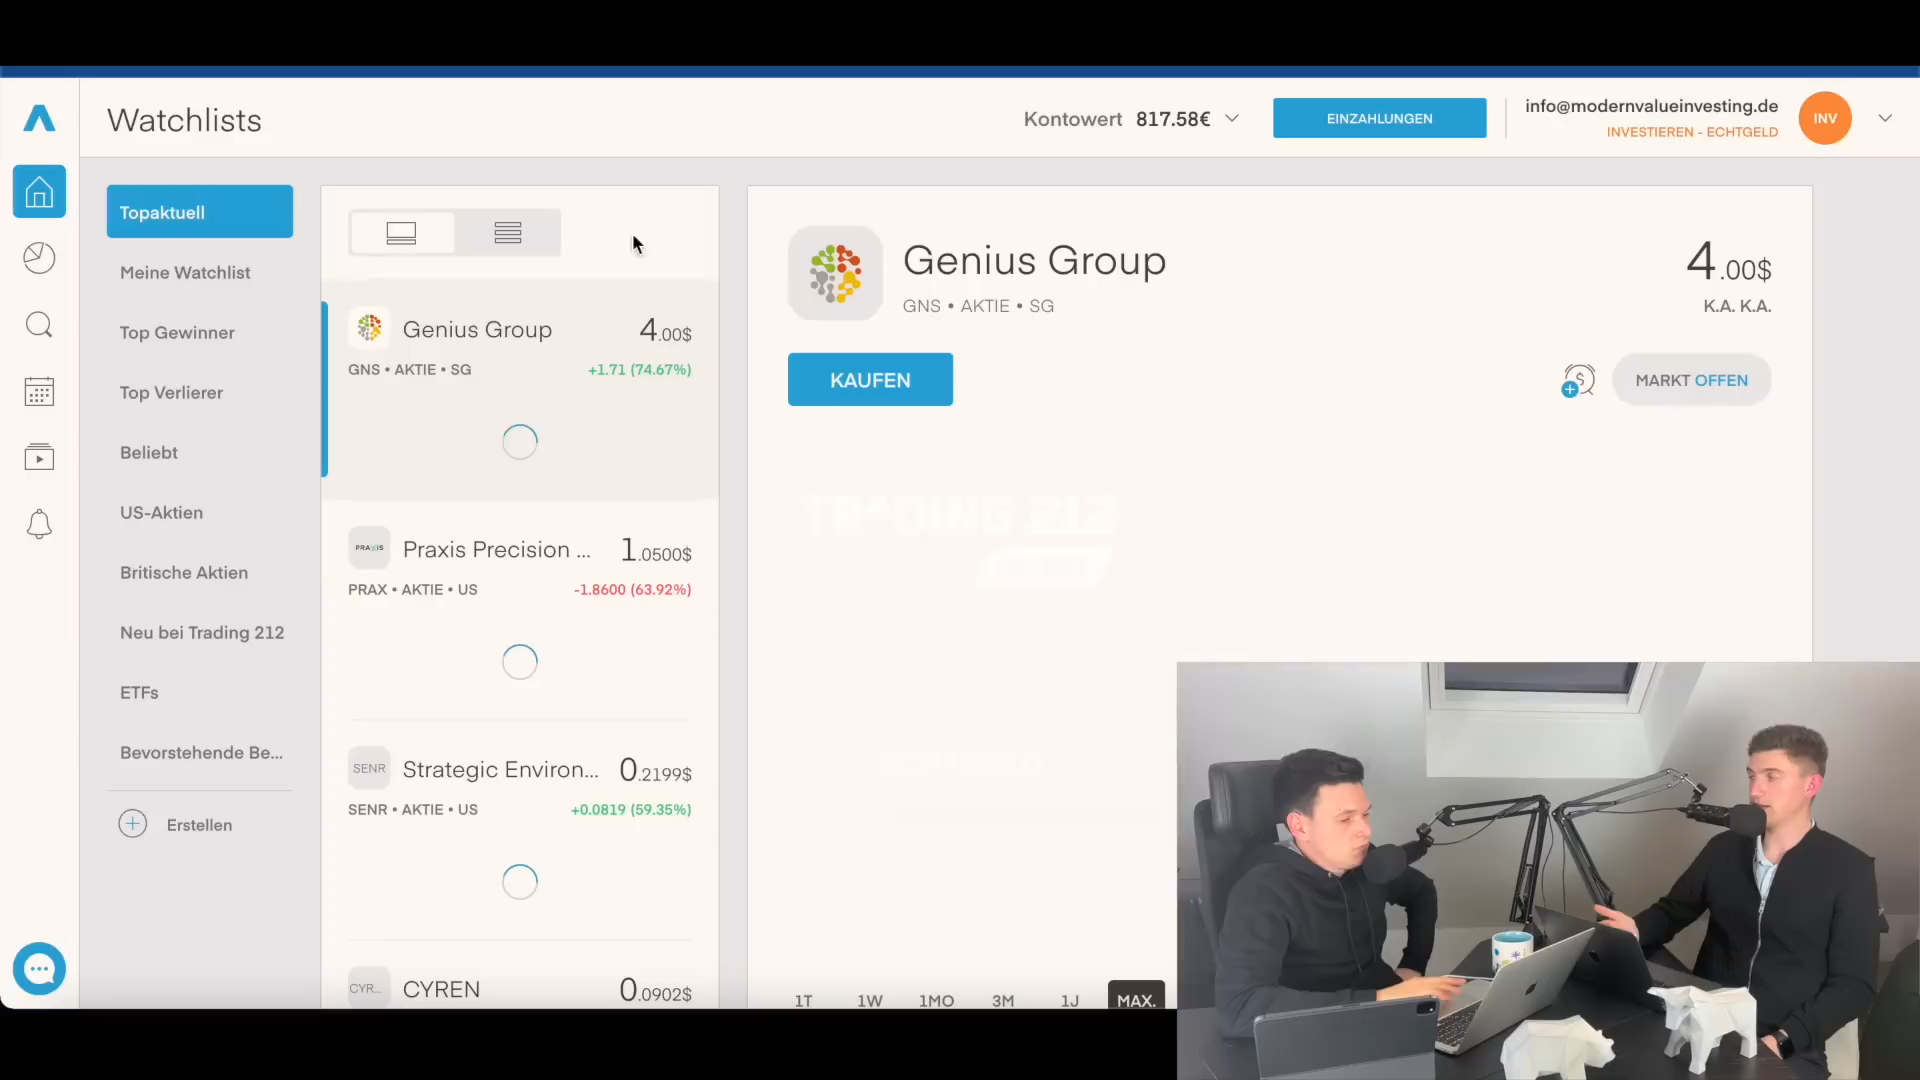 Watchlists
Kontowert 817.58€
EINZAHLUNGEN
info@modernvalueinvesting.de
INVESTIEREN - ECHTGELD
INV
Topaktuell
Meine Watchlist
Top Gewinner
Top Verlierer
Beliebt
US-Aktien
Britische Aktien
Neu bei Trading 212
ETFs
Bevorstehende Be...
Erstellen
Genius Group 4.00$
GNS • AKTIE • SG +1.71 (74.67%)
PRAXIS
Praxis Precision ... 1.0500$
PRAX • AKTIE • US -1.8600 (63.92%)
SENR
Strategic Environ... 0.2199$
SENR • AKTIE • US +0.0819 (59.35%)
CYR...
CYREN 0.0902$
Genius Group
GNS • AKTIE • SG
4.00$
K.A. K.A.
KAUFEN
MARKT OFFEN
TRADING 212
1T 1W 1MO 3M 1J MAX.